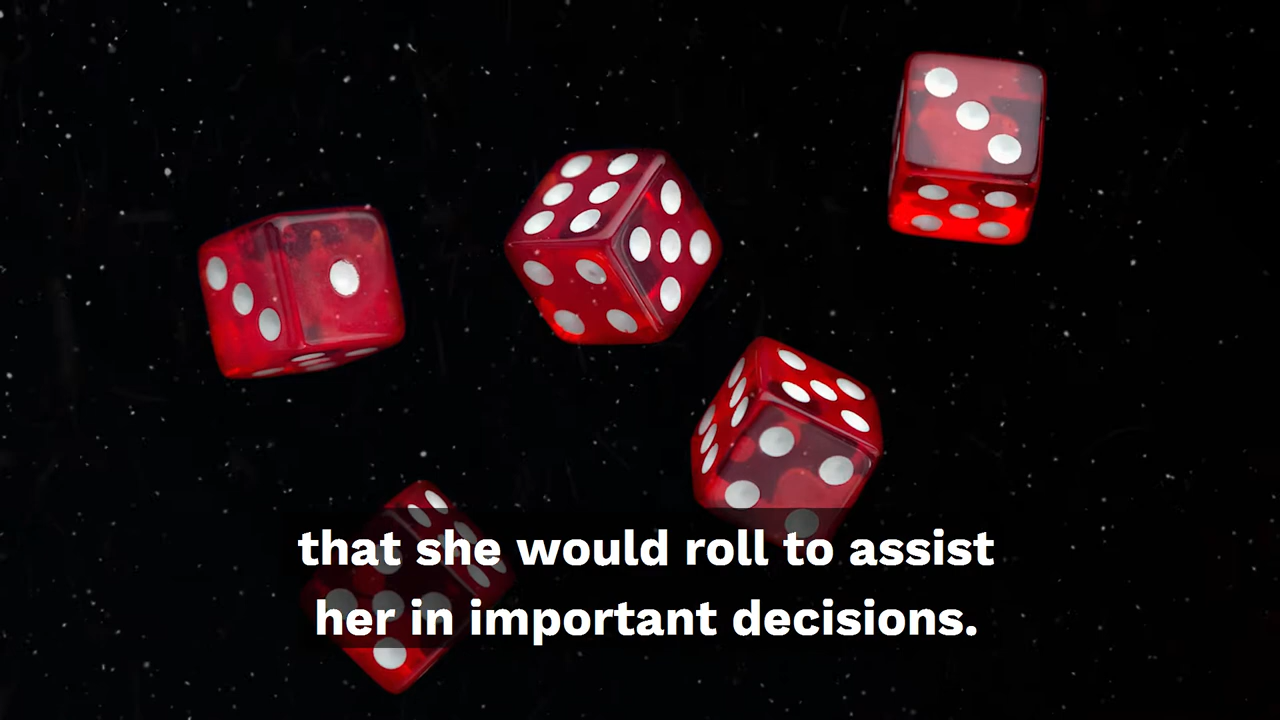 that she would roll to assist
her in important decisions.